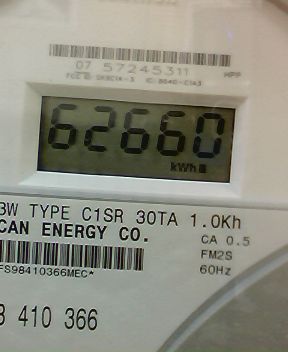 07 57245311
HPP
62660
kWh
3W TYPE C1SR 30TA 1.0Kh
CAN ENERGY CO.
CA 0.5
FM2S
60Hz
FS98410366MEC*
410 366